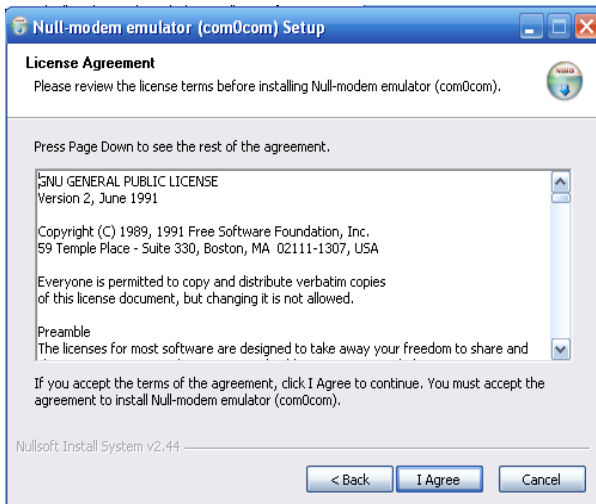 Null-modem emulator (com0com) Setup
License Agreement
Please review the license terms before installing Null-modem emulator (com0com).
Press Page Down to see the rest of the agreement.
GNU GENERAL PUBLIC LICENSE
Version 2, June 1991
Copyright (C) 1989, 1991 Free Software Foundation, Inc.
59 Temple Place - Suite 330, Boston, MA  02111-1307, USA
Everyone is permitted to copy and distribute verbatim copies
of this license document, but changing it is not allowed.
Preamble
The licenses for most software are designed to take away your freedom to share and
If you accept the terms of the agreement, click I Agree to continue. You must accept the
agreement to install Null-modem emulator (com0com).
Nullsoft Install System v2.44
< Back
I Agree
Cancel